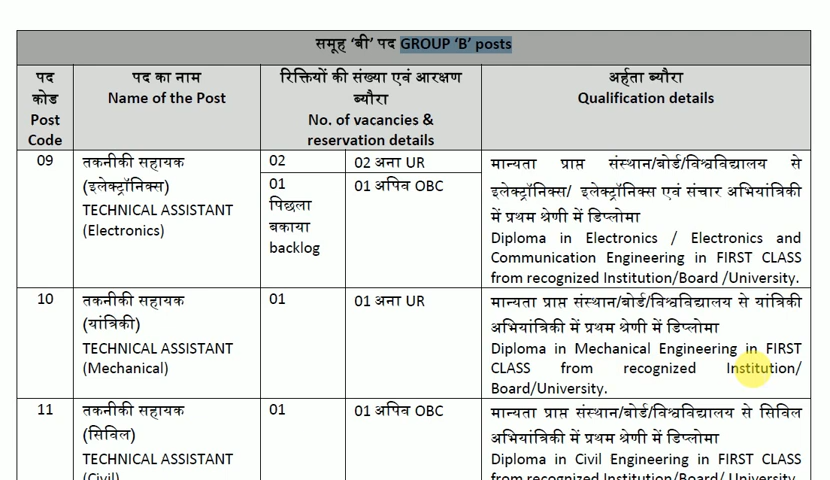 समूह ‘बी’ पद GROUP ‘B’ posts
पद कोड Post Code
पद का नाम
Name of the Post
रिक्तियों की संख्या एवं आरक्षण
ब्यौरा
No. of vacancies &
reservation details
अर्हता ब्यौरा
Qualification details
09
तकनीकी सहायक
(इलेक्ट्रॉनिक्स)
TECHNICAL ASSISTANT
(Electronics)
02
02 अना UR
01
पिछला
बकाया
backlog
01 अपिव OBC
मान्यता प्राप्त संस्थान/बोर्ड/विश्वविद्यालय से
इलेक्ट्रॉनिक्स/ इलेक्ट्रॉनिक्स एवं संचार अभियांत्रिकी
में प्रथम श्रेणी में डिप्लोमा
Diploma in Electronics / Electronics and
Communication Engineering in FIRST CLASS
from recognized Institution/Board /University.
10
तकनीकी सहायक
(यांत्रिकी)
TECHNICAL ASSISTANT
(Mechanical)
01
01 अना UR
मान्यता प्राप्त संस्थान/बोर्ड/विश्वविद्यालय से यांत्रिकी
अभियांत्रिकी में प्रथम श्रेणी में डिप्लोमा
Diploma in Mechanical Engineering in FIRST
CLASS from recognized Institution/
Board/University.
11
तकनीकी सहायक
(सिविल)
TECHNICAL ASSISTANT
(Civil)
01
01 अपिव OBC
मान्यता प्राप्त संस्थान/बोर्ड/विश्वविद्यालय से सिविल
अभियांत्रिकी में प्रथम श्रेणी में डिप्लोमा
Diploma in Civil Engineering in FIRST CLASS
from recognized Institution/Board/ University.